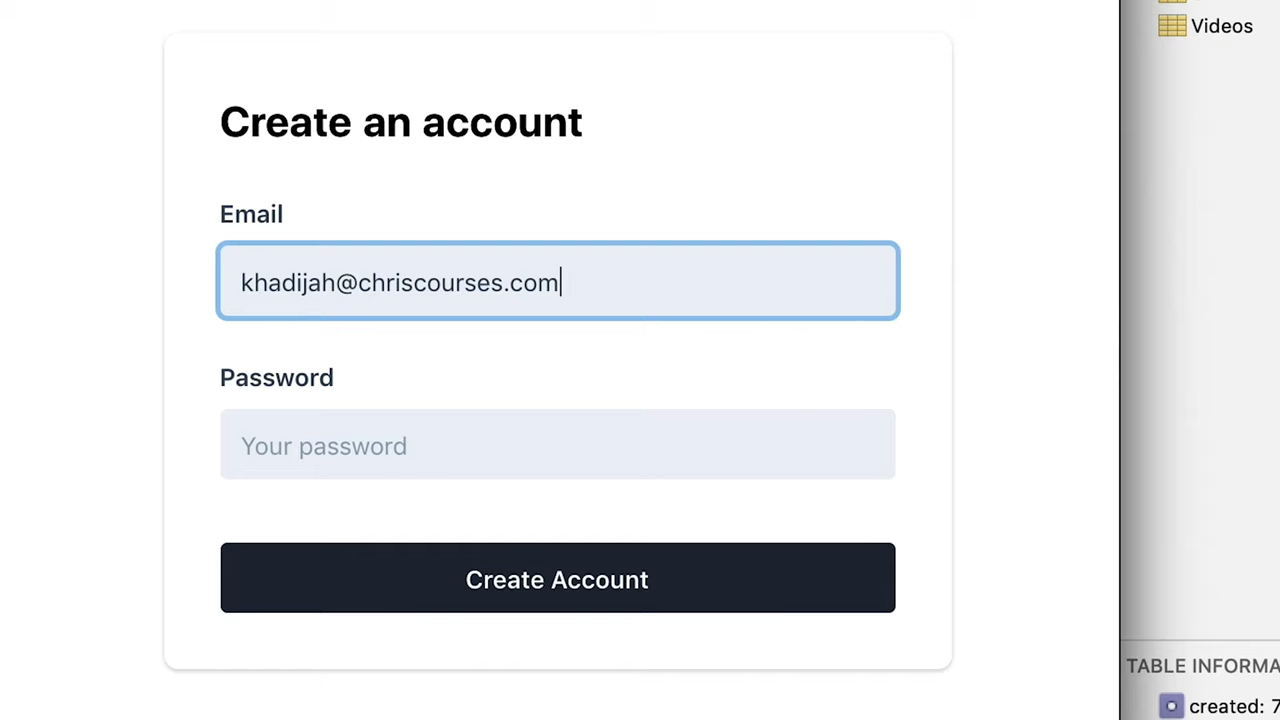 Videos
Create an account
Email
khadijah@chriscourses.com
Password
Your password
Create Account
TABLE INFORMA
created: 7